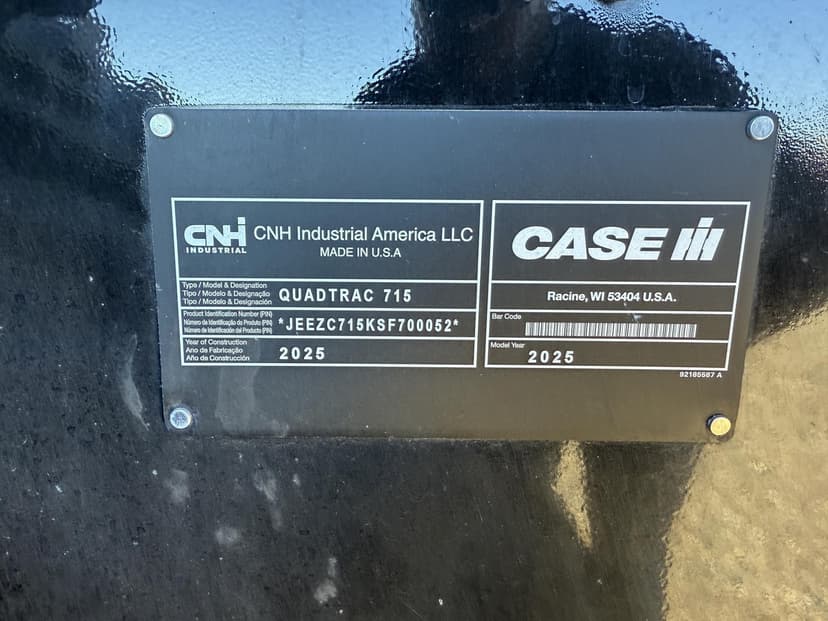 CNH INDUSTRIAL
CNH Industrial America LLC
MADE IN U.S.A
Type / Model & Designation
Tipo / Modelo & Designação
Tipo / Modelo & Designación
QUADTRAC 715
Product Identification Number (PIN)
Número de Identificação do Produto (PIN)
Número de Identificación del Producto (PIN)
*JEEZC715KSF700052*
Year of Construction
Ano de Fabricação
Año de Construcción
2025
CASE IH
Racine, WI 53404 U.S.A.
Bar Code
Model Year
2025
92185587 A